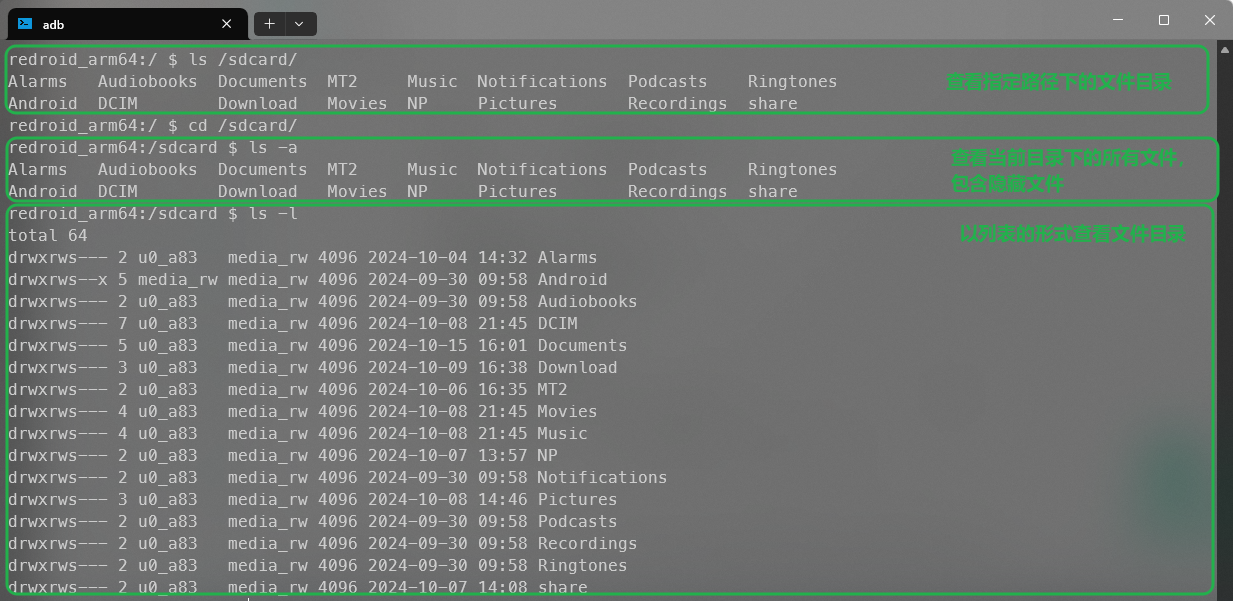 adb
redroid_arm64:/ $ ls /sdcard/
Alarms   Audiobooks  Documents  MT2     Music  Notifications  Podcasts    Ringtones
Android  DCIM        Download   Movies  NP     Pictures       Recordings  share
查看指定路径下的文件目录
redroid_arm64:/ $ cd /sdcard/
redroid_arm64:/sdcard $ ls -a
Alarms   Audiobooks  Documents  MT2     Music  Notifications  Podcasts    Ringtones
Android  DCIM        Download   Movies  NP     Pictures       Recordings  share
查看当前目录下的所有文件，
包含隐藏文件
redroid_arm64:/sdcard $ ls -l
以列表的形式查看文件目录
total 64
drwxrws--- 2 u0_a83   media_rw 4096 2024-10-04 14:32 Alarms
drwxrws--x 5 media_rw media_rw 4096 2024-09-30 09:58 Android
drwxrws--- 2 u0_a83   media_rw 4096 2024-09-30 09:58 Audiobooks
drwxrws--- 7 u0_a83   media_rw 4096 2024-10-08 21:45 DCIM
drwxrws--- 5 u0_a83   media_rw 4096 2024-10-15 16:01 Documents
drwxrws--- 3 u0_a83   media_rw 4096 2024-10-09 16:38 Download
drwxrws--- 2 u0_a83   media_rw 4096 2024-10-06 16:35 MT2
drwxrws--- 4 u0_a83   media_rw 4096 2024-10-08 21:45 Movies
drwxrws--- 4 u0_a83   media_rw 4096 2024-10-08 21:45 Music
drwxrws--- 2 u0_a83   media_rw 4096 2024-10-07 13:57 NP
drwxrws--- 2 u0_a83   media_rw 4096 2024-09-30 09:58 Notifications
drwxrws--- 3 u0_a83   media_rw 4096 2024-10-08 14:46 Pictures
drwxrws--- 2 u0_a83   media_rw 4096 2024-09-30 09:58 Podcasts
drwxrws--- 2 u0_a83   media_rw 4096 2024-09-30 09:58 Recordings
drwxrws--- 2 u0_a83   media_rw 4096 2024-09-30 09:58 Ringtones
drwxrws--- 2 u0_a83   media_rw 4096 2024-10-07 14:08 share